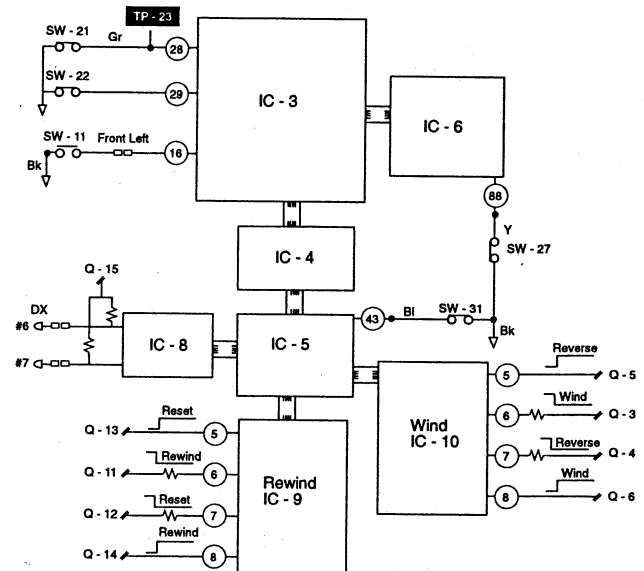 TP - 23
SW - 21
Gr
28
SW - 22
29
IC - 3
IC - 6
SW - 11
Front Left
16
Bk
88
Y
SW - 27
IC - 4
Q - 15
DX
#6
#7
IC - 8
IC - 5
43
Bl
SW - 31
Bk
Reverse
5
Q - 5
Wind
6
Q - 3
Wind
IC - 10
Reverse
7
Q - 4
Wind
8
Q - 6
Reset
Q - 13
5
Rewind
Q - 11
6
Rewind
IC - 9
Reset
Q - 12
7
Rewind
Q - 14
8